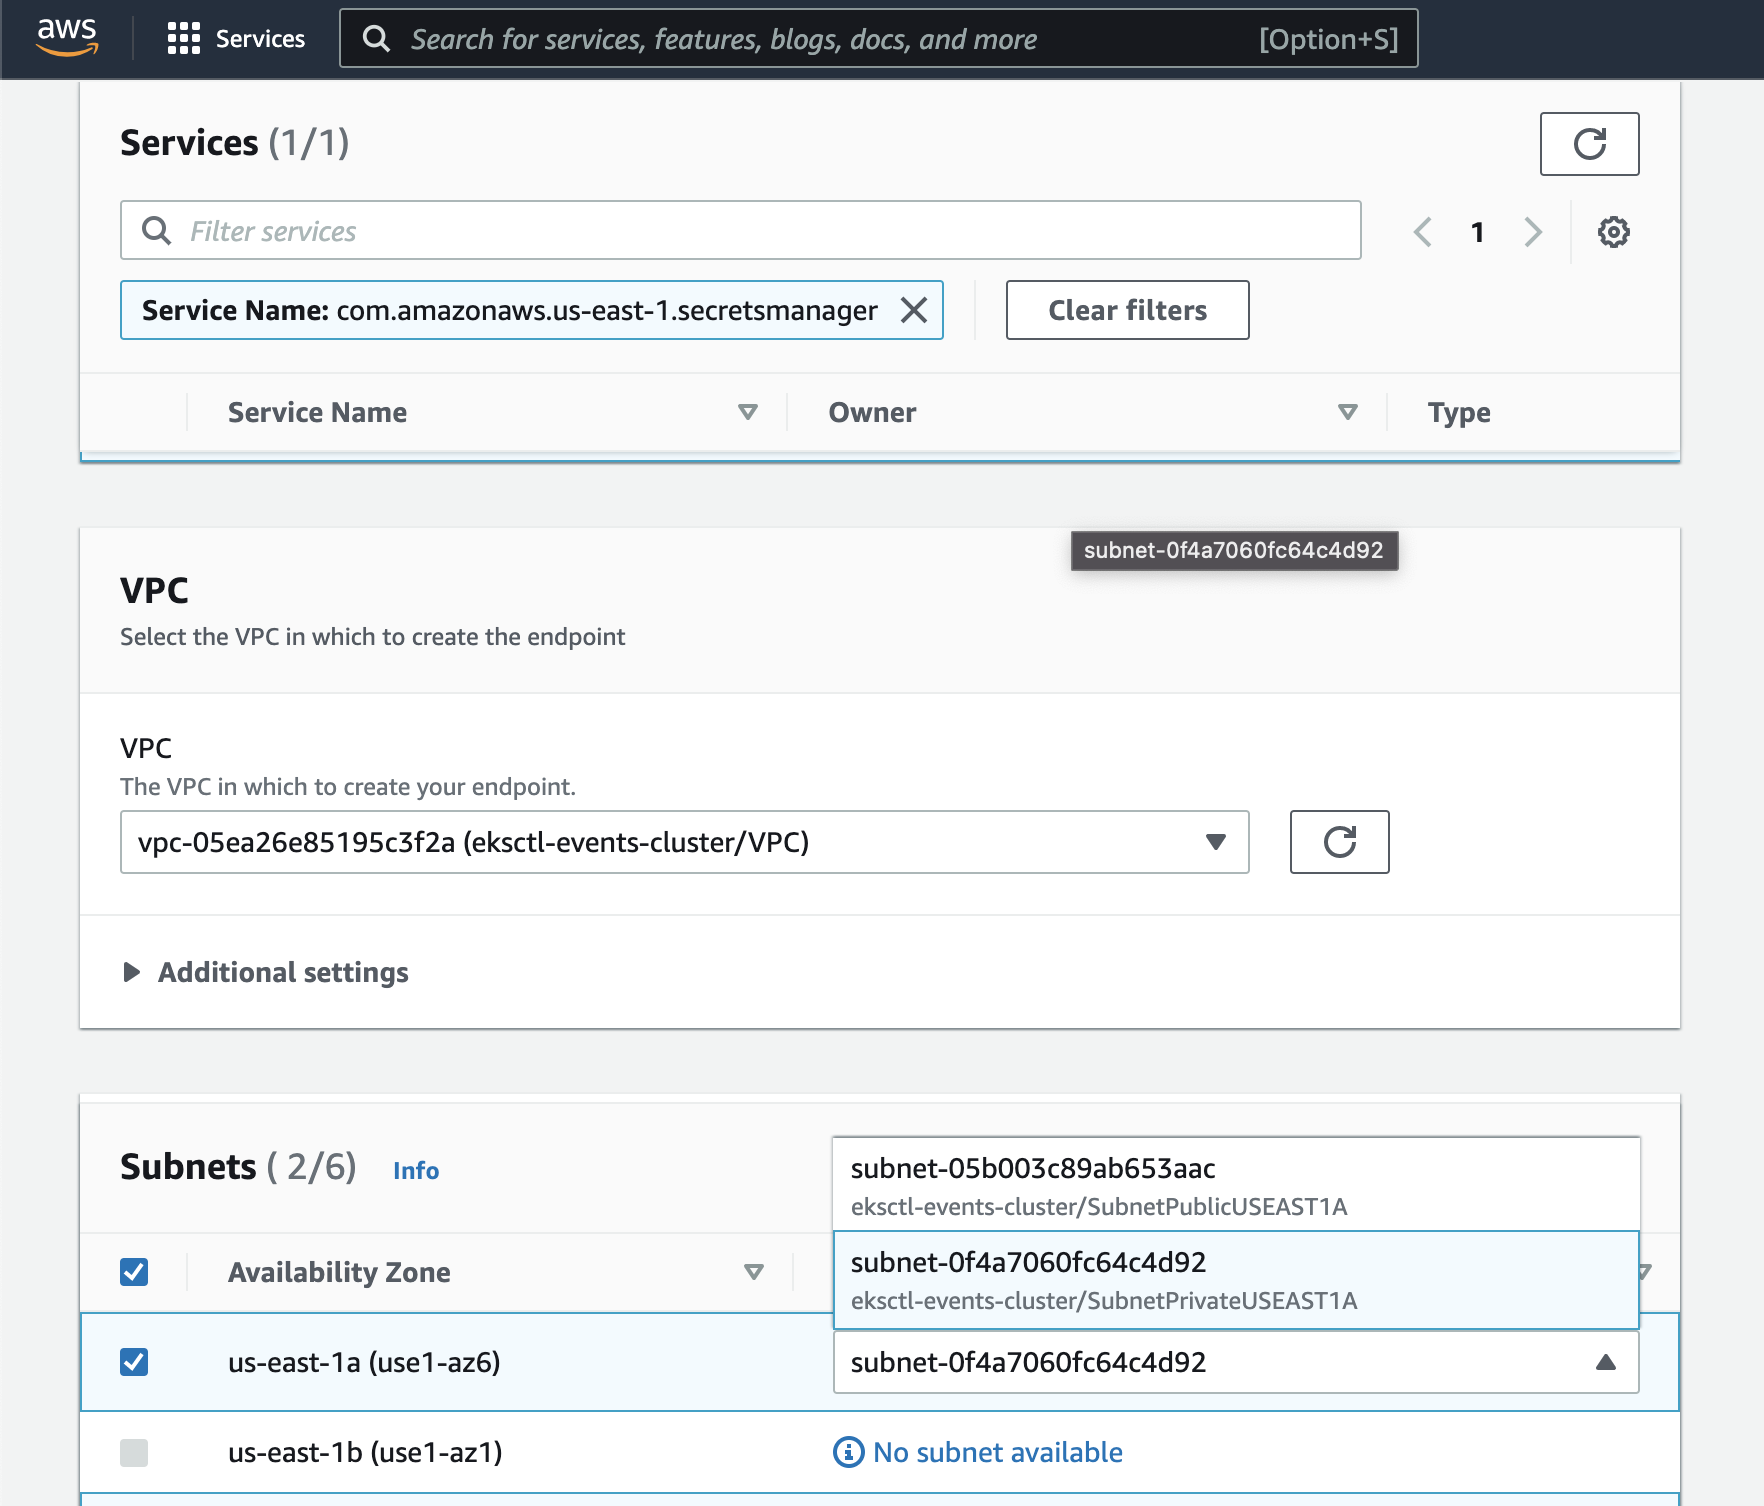 aws Services Search for services, features, blogs, docs, and more [Option+S]
Services (1/1)
Filter services 1
Service Name: com.amazonaws.us-east-1.secretsmanager Clear filters
Service Name Owner Type
subnet-0f4a7060fc64c4d92
VPC
Select the VPC in which to create the endpoint
VPC
The VPC in which to create your endpoint.
vpc-05ea26e85195c3f2a (eksctl-events-cluster/VPC)
Additional settings
Subnets ( 2/6) Info
subnet-05b003c89ab653aac
eksctl-events-cluster/SubnetPublicUSEAST1A
Availability Zone
subnet-0f4a7060fc64c4d92
eksctl-events-cluster/SubnetPrivateUSEAST1A
us-east-1a (use1-az6) subnet-0f4a7060fc64c4d92
us-east-1b (use1-az1) No subnet available